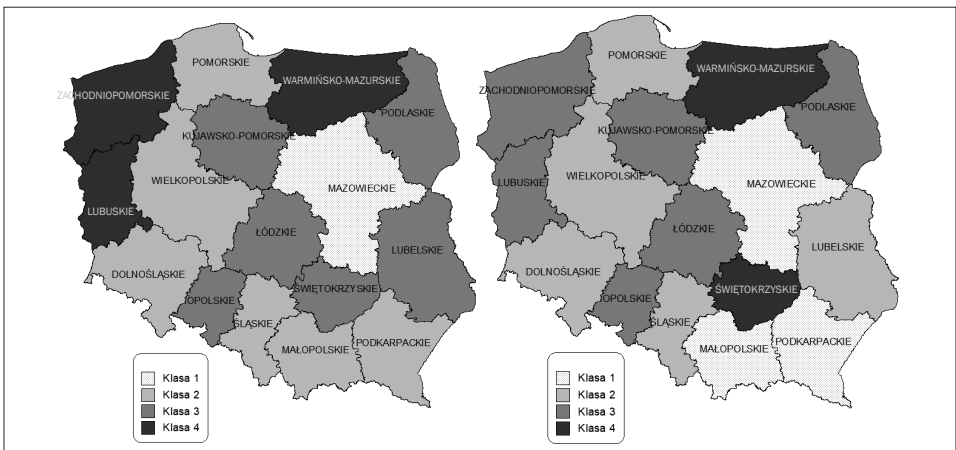 POMORSKIE
WARMIŃSKO-MAZURSKIE
ZACHODNIOPOMORSKIE
PODLASKIE
KUJAWSKO-POMORSKIE
WIELKOPOLSKIE
MAZOWIECKIE
LUBUSKIE
ŁÓDZKIE
LUBELSKIE
DOLNOŚLĄSKIE
OPOLSKIE
ŚWIĘTOKRZYSKIE
ŚLĄSKIE
MAŁOPOLSKIE
PODKARPACKIE
Klasa 1
Klasa 2
Klasa 3
Klasa 4
POMORSKIE
WARMIŃSKO-MAZURSKIE
ZACHODNIOPOMORSKIE
PODLASKIE
KUJAWSKO-POMORSKIE
WIELKOPOLSKIE
MAZOWIECKIE
LUBUSKIE
ŁÓDZKIE
LUBELSKIE
DOLNOŚLĄSKIE
OPOLSKIE
ŚWIĘTOKRZYSKIE
ŚLĄSKIE
MAŁOPOLSKIE
PODKARPACKIE
Klasa 1
Klasa 2
Klasa 3
Klasa 4